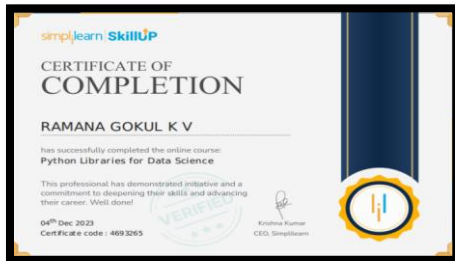 simplilearn SkillUP
CERTIFICATE OF
COMPLETION
RAMANA GOKUL K V
has successfully completed the online course:
Python Libraries for Data Science
This professional has demonstrated initiative and a
commitment to deepening their skills and advancing
their career. Well done!
VERIFIED
04th Dec 2023
Certificate code : 4693265
Krishna Kumar
CEO, Simplilearn